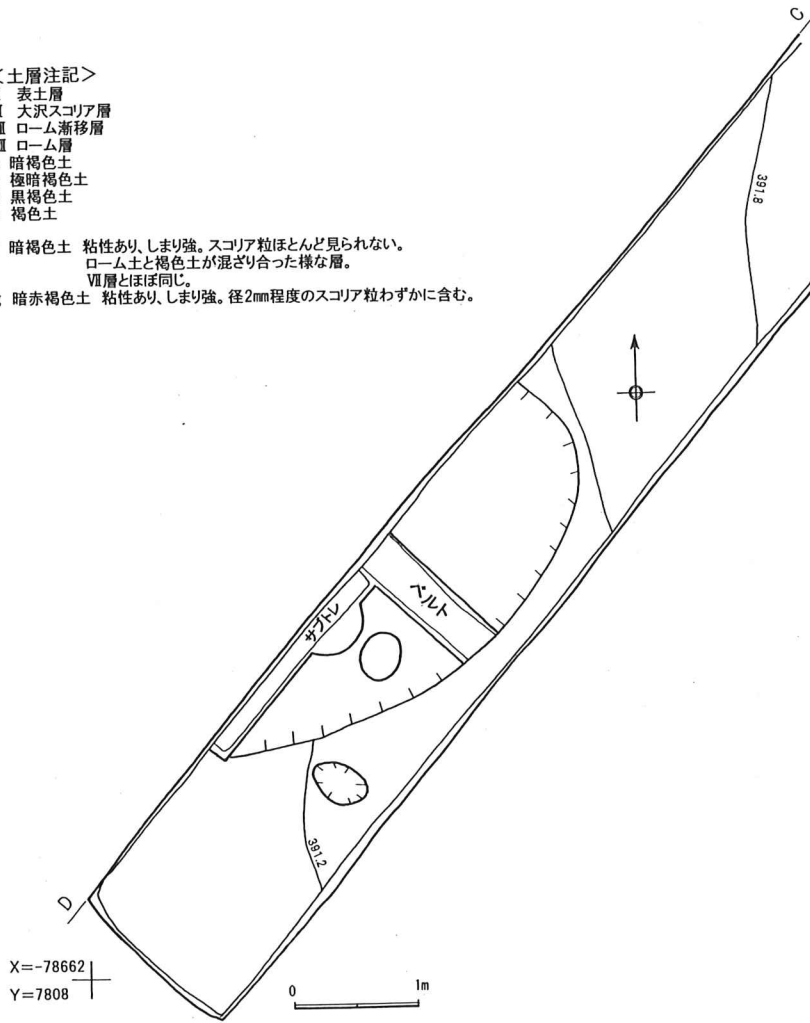 <土層注記>
表土層
大沢スコリア層
ローム漸移層
ローム層
暗褐色土
極暗褐色土
黒褐色土
褐色土
暗褐色土 粘性あり、しまり強。スコリア粒ほとんど見られない。
ローム土と褐色土が混ざり合った様な層。
Ⅶ層とほぼ同じ。
暗赤褐色土 粘性あり、しまり強。径2mm程度のスコリア粒わずかに含む。
C
391.8
ベルト
サブトレ
391.2
D
X=-78662
Y=7808
0 1m